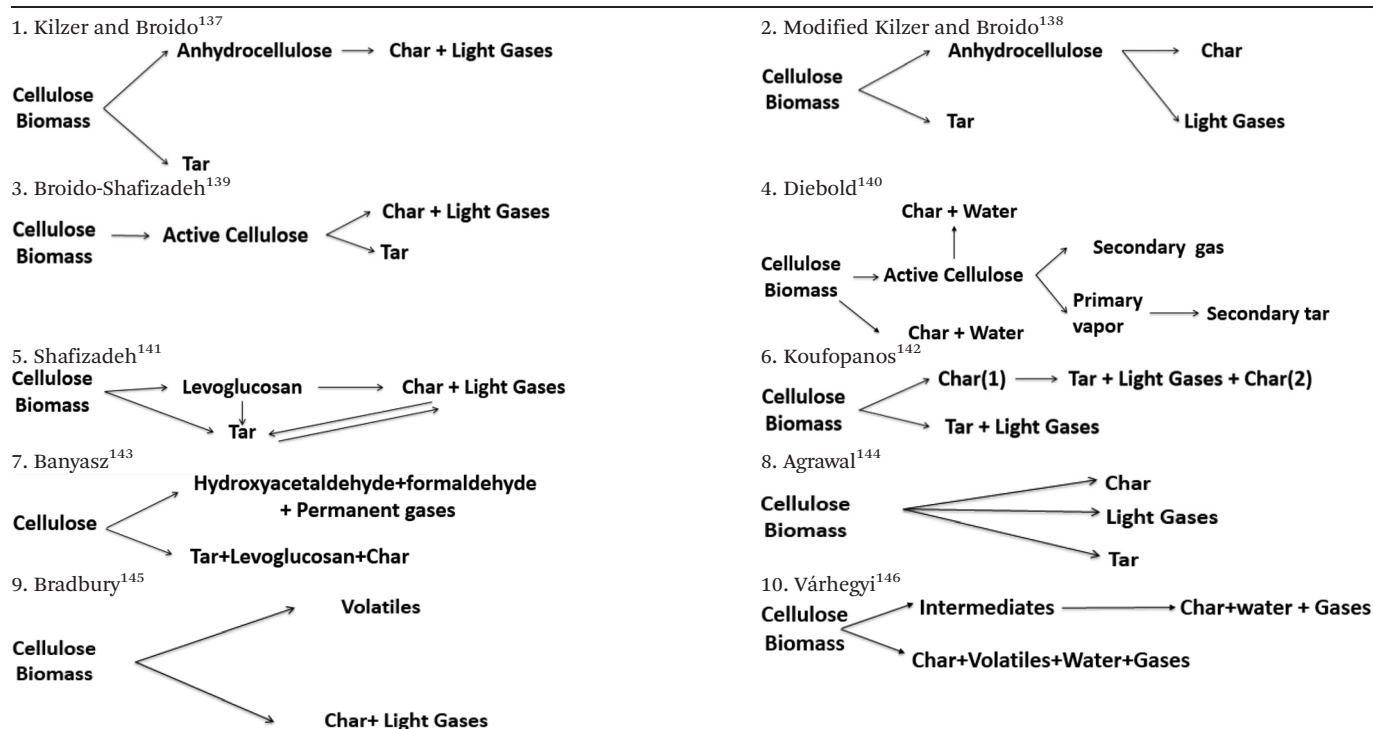 1. Kilzer and Broido137
Anhydrocellulose
Char + Light Gases
Cellulose
Biomass
Tar
2. Modified Kilzer and Broido138
Anhydrocellulose
Char
Cellulose
Biomass
Tar
Light Gases
3. Broido-Shafizadeh139
Cellulose
Biomass
Active Cellulose
Char + Light Gases
Tar
4. Diebold140
Char + Water
Cellulose
Biomass
Active Cellulose
Secondary gas
Primary
vapor
Secondary tar
Char + Water
5. Shafizadeh141
Cellulose
Biomass
Levoglucosan
Char + Light Gases
Tar
6. Koufopanos142
Cellulose
Biomass
Char(1)
Tar + Light Gases + Char(2)
Tar + Light Gases
7. Banyasz143
Cellulose
Hydroxyacetaldehyde+formaldehyde
+ Permanent gases
Tar+Levoglucosan+Char
8. Agrawal144
Cellulose
Biomass
Char
Light Gases
Tar
9. Bradbury145
Cellulose
Biomass
Volatiles
Char+ Light Gases
10. Várhegyi146
Cellulose
Biomass
Intermediates
Char+water + Gases
Char+Volatiles+Water+Gases